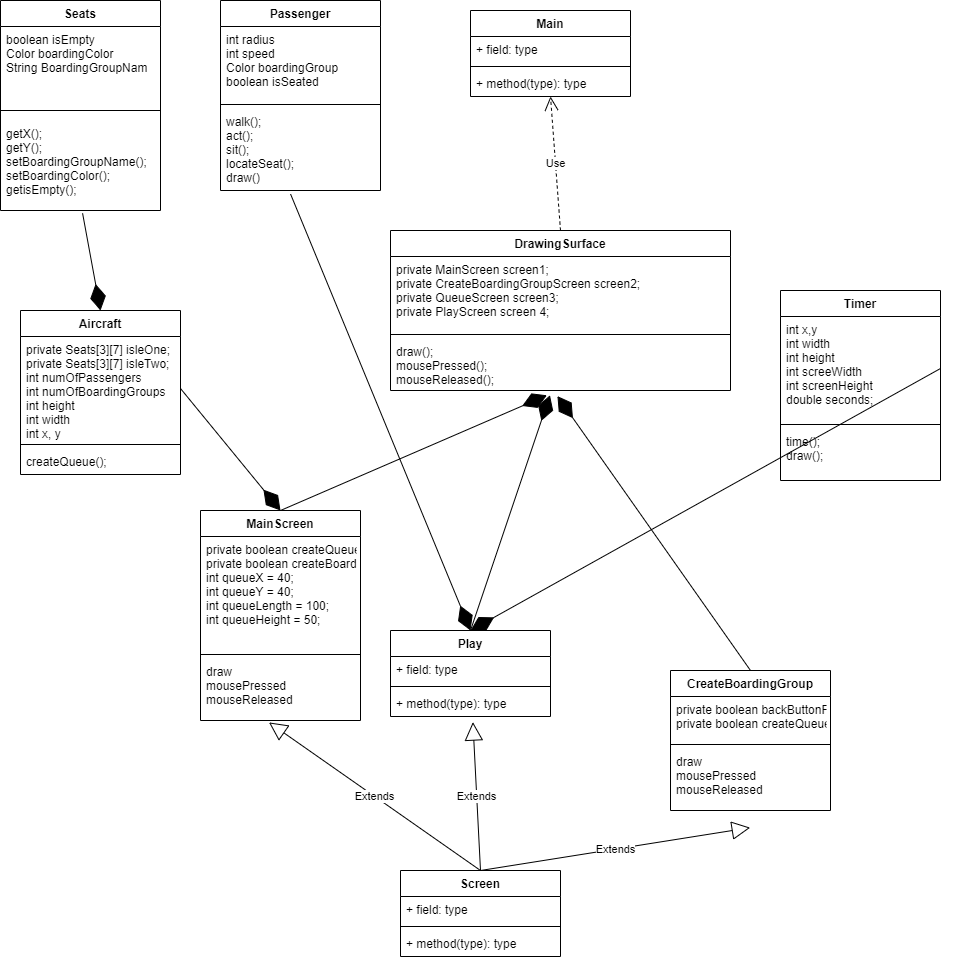 Seats
boolean isEmpty
Color boardingColor
String BoardingGroupNam
getX();
getY();
setBoardingGroupName();
setBoardingColor();
getisEmpty();
Passenger
int radius
int speed
Color boardingGroup
boolean isSeated
walk();
act();
sit();
locateSeat();
draw()
Main
+ field: type
+ method(type): type
Use
DrawingSurface
private MainScreen screen1;
private CreateBoardingGroupScreen screen2;
private QueueScreen screen3;
private PlayScreen screen 4;
draw();
mousePressed();
mouseReleased();
Timer
int x,y
int width
int height
int screeWidth
int screenHeight
double seconds;
time();
draw();
Aircraft
private Seats[3][7] isleOne;
private Seats[3][7] isleTwo;
int numOfPassengers
int numOfBoardingGroups
int height
int width
int x, y
createQueue();
MainScreen
private boolean createQueue
private boolean createBoard
int queueX = 40;
int queueY = 40;
int queueLength = 100;
int queueHeight = 50;
draw
mousePressed
mouseReleased
Play
+ field: type
+ method(type): type
CreateBoardingGroup
private boolean backButtonF
private boolean createQueue
draw
mousePressed
mouseReleased
Extends
Extends
Extends
Screen
+ field: type
+ method(type): type